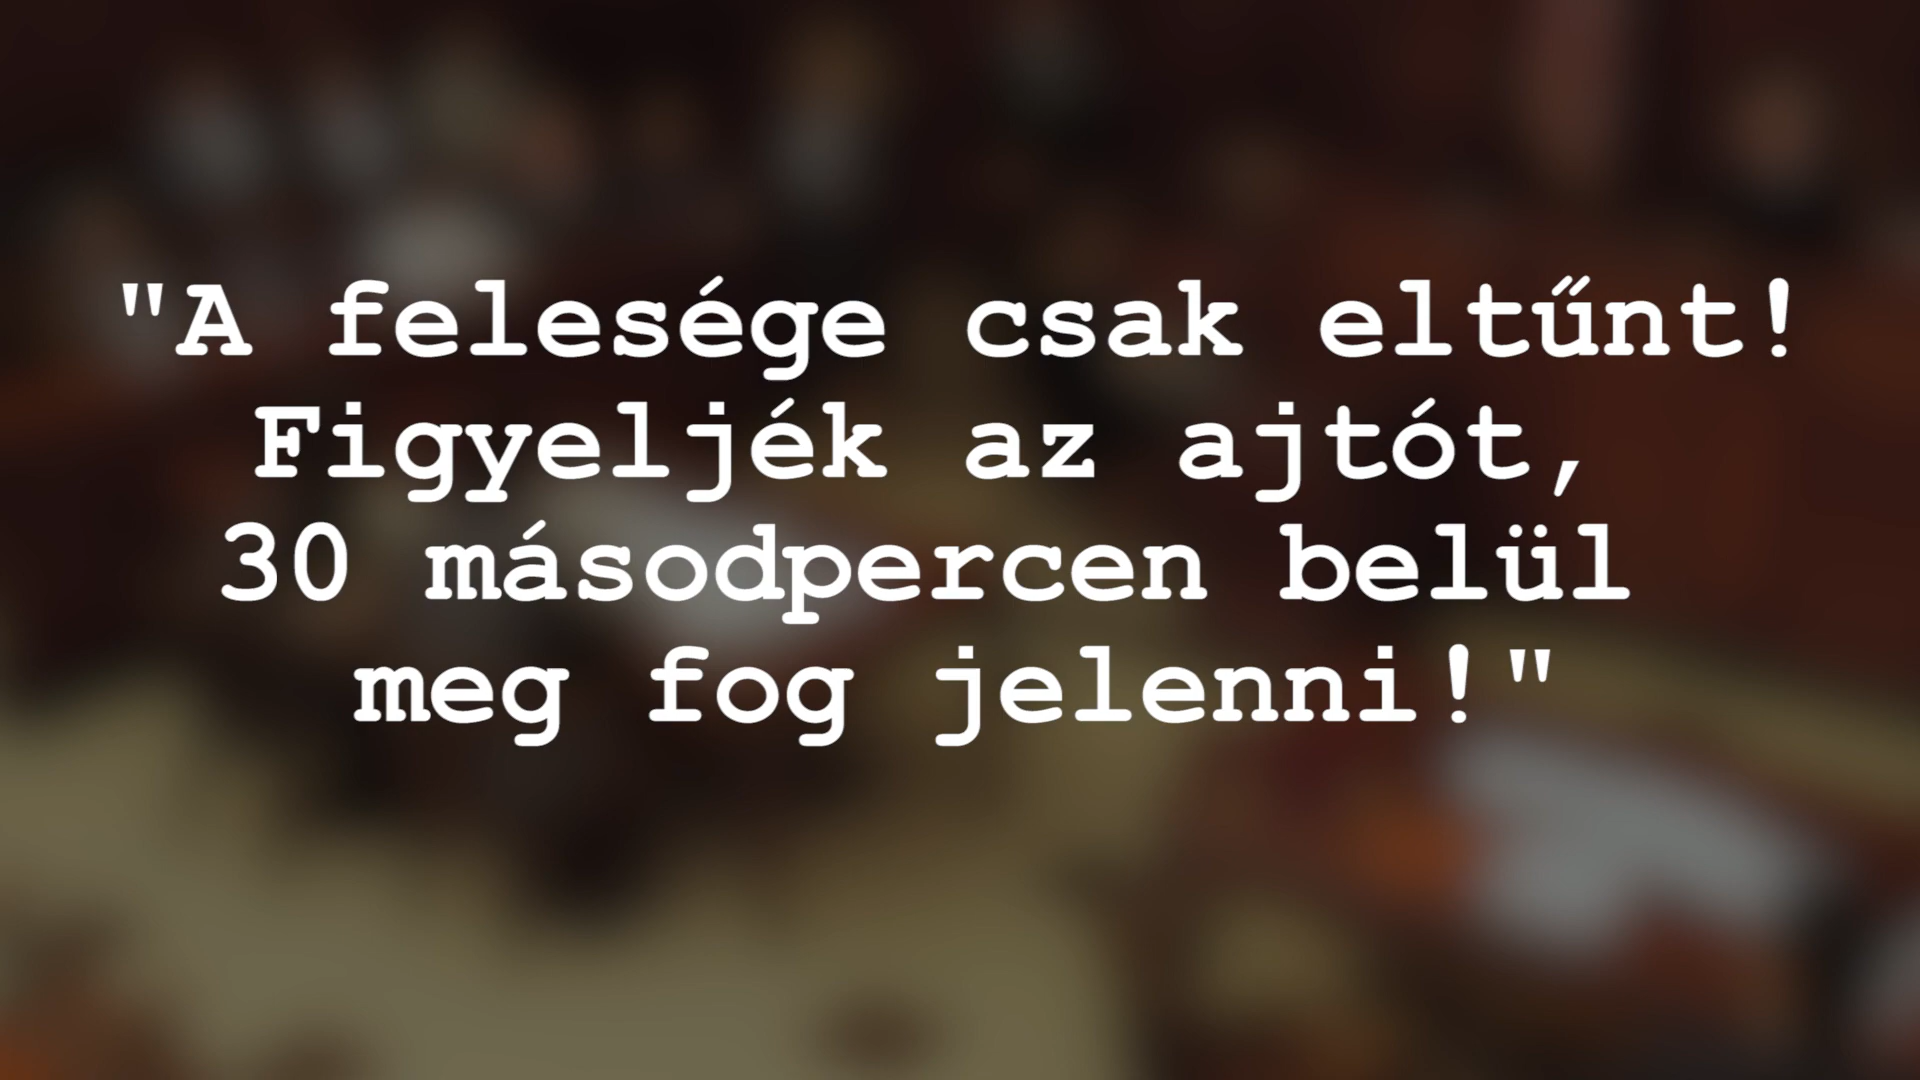 "A felesége csak eltűnt!
Figyeljék az ajtót,
30 másodpercen belül
meg fog jelenni!"